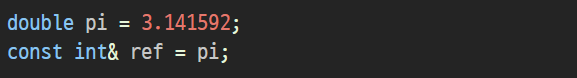 double pi = 3.141592;
const int& ref = pi;